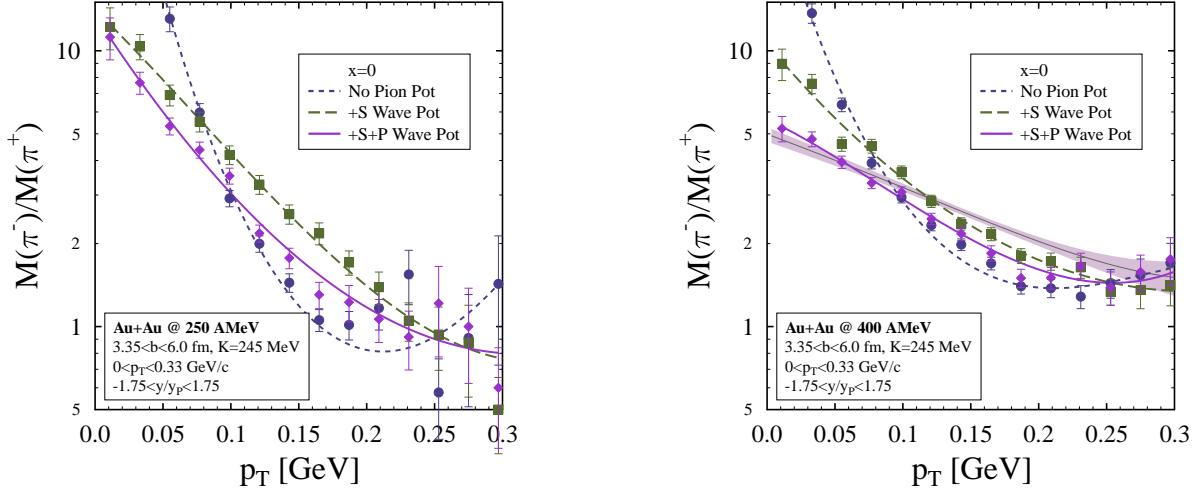 M(π⁻)/M(π⁺)
10
5
2
1
5
x=0
No Pion Pot
+S Wave Pot
+S+P Wave Pot
Au+Au @ 250 AMeV
3.35<b<6.0 fm, K=245 MeV
0<p_T<0.33 GeV/c
-1.75<y/y_P<1.75
0.0 0.05 0.1 0.15 0.2 0.25 0.3
p_T [GeV]
M(π⁻)/M(π⁺)
10
5
2
1
5
x=0
No Pion Pot
+S Wave Pot
+S+P Wave Pot
Au+Au @ 400 AMeV
3.35<b<6.0 fm, K=245 MeV
0<p_T<0.33 GeV/c
-1.75<y/y_P<1.75
0.0 0.05 0.1 0.15 0.2 0.25 0.3
p_T [GeV]